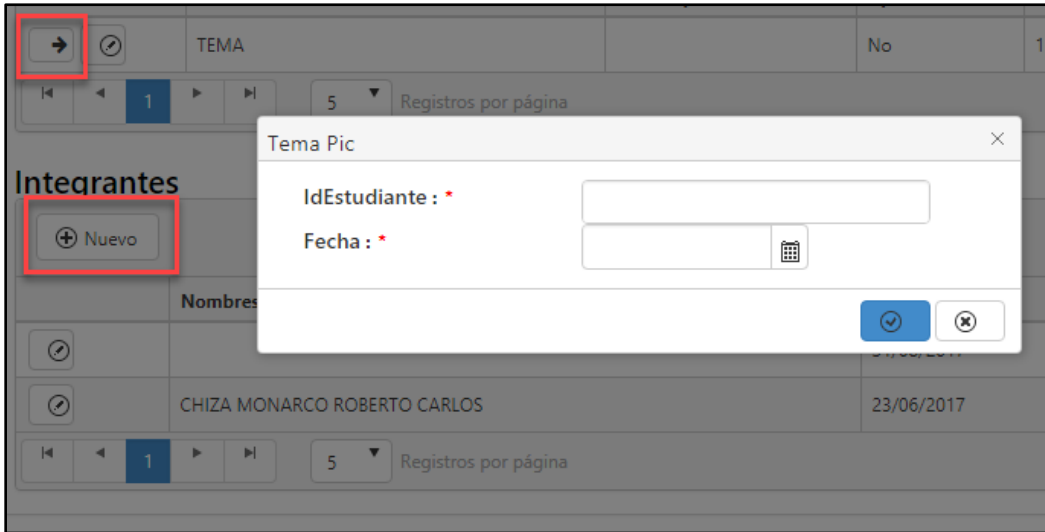 TEMA No 1
1 5 Registros por página
Tema Pic
Integrantes
IdEstudiante : *
Nuevo
Fecha : *
Nombres
CHIZA MONARCO ROBERTO CARLOS 23/06/2017
1 5 Registros por página